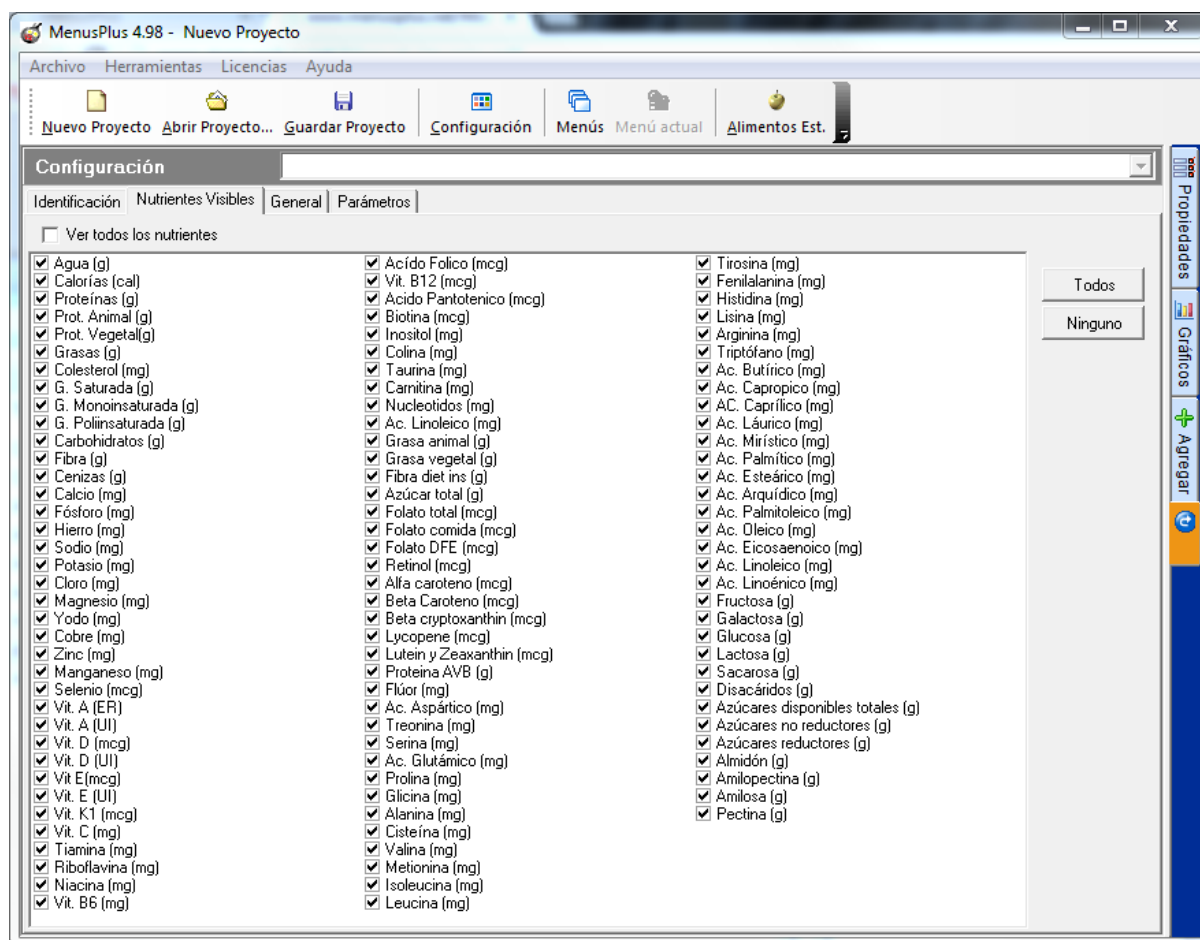 MenusPlus 4.98 - Nuevo Proyecto
Archivo Herramientas Licencias Ayuda
Nuevo Proyecto Abrir Proyecto... Guardar Proyecto Configuración Menús Menú actual Alimentos Est.
Configuración
Identificación Nutrientes Visibles General Parámetros
Ver todos los nutrientes
Agua (g)
Calorías (cal)
Proteínas (g)
Prot. Animal (g)
Prot. Vegetal(g)
Grasas (g)
Colesterol (mg)
G. Saturada (g)
G. Monoinsaturada (g)
G. Poliinsaturada (g)
Carbohidratos (g)
Fibra (g)
Cenizas (g)
Calcio (mg)
Fósforo (mg)
Hierro (mg)
Sodio (mg)
Potasio (mg)
Cloro (mg)
Magnesio (mg)
Yodo (mg)
Cobre (mg)
Zinc (mg)
Manganeso (mg)
Selenio (mcg)
Vit. A (ER)
Vit. A (UI)
Vit. D (mcg)
Vit. D (UI)
Vit E(mcg)
Vit. E (UI)
Vit. K1 (mcg)
Vit. C (mg)
Tiamina (mg)
Riboflavina (mg)
Niacina (mg)
Vit. B6 (mg)
Acído Folico (mcg)
Vit. B12 (mcg)
Acido Pantotenico (mcg)
Biotina (mcg)
Inositol (mg)
Colina (mg)
Taurina (mg)
Carnitina (mg)
Nucleotidos (mg)
Ac. Linoleico (mg)
Grasa animal (g)
Grasa vegetal (g)
Fibra diet ins (g)
Azúcar total (g)
Folato total (mcg)
Folato comida (mcg)
Folato DFE (mcg)
Retinol (mcg)
Alfa caroteno (mcg)
Beta Caroteno (mcg)
Beta cryptoxanthin (mcg)
Lycopene (mcg)
Lutein y Zeaxanthin (mcg)
Proteina AVB (g)
Flúor (mg)
Ac. Aspártico (mg)
Treonina (mg)
Serina (mg)
Ac. Glutámico (mg)
Prolina (mg)
Glicina (mg)
Alanina (mg)
Cisteína (mg)
Valina (mg)
Metionina (mg)
Isoleucina (mg)
Leucina (mg)
Tirosina (mg)
Fenilalanina (mg)
Histidina (mg)
Lisina (mg)
Arginina (mg)
Triptófano (mg)
Ac. Butírico (mg)
Ac. Capropico (mg)
AC. Caprílico (mg)
Ac. Láurico (mg)
Ac. Mirístico (mg)
Ac. Palmítico (mg)
Ac. Esteárico (mg)
Ac. Arquídico (mg)
Ac. Palmitoleico (mg)
Ac. Oleico (mg)
Ac. Eicosaenoico (mg)
Ac. Linoleico (mg)
Ac. Linoénico (mg)
Fructosa (g)
Galactosa (g)
Glucosa (g)
Lactosa (g)
Sacarosa (g)
Disacáridos (g)
Azúcares disponibles totales (g)
Azúcares no reductores (g)
Azúcares reductores (g)
Almidón (g)
Amilopectina (g)
Amilosa (g)
Pectina (g)
Todos
Ninguno
Propiedades
Gráficos
Agregar